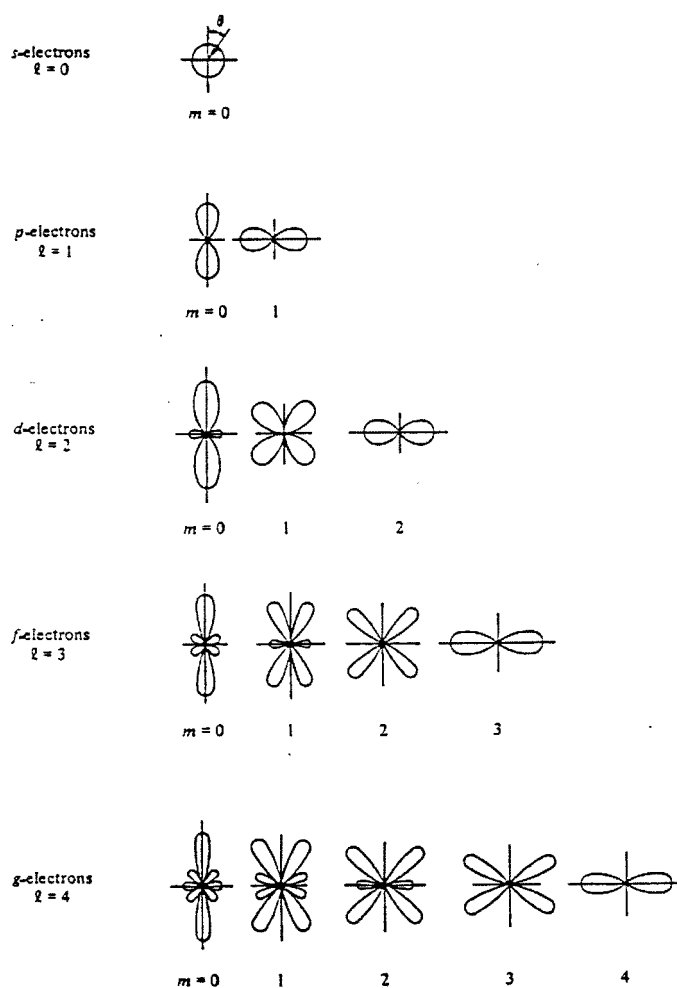 θ
s-electrons
ℓ = 0
m = 0
p-electrons
ℓ = 1
m = 0 1
d-electrons
ℓ = 2
m = 0 1 2
f-electrons
ℓ = 3
m = 0 1 2 3
g-electrons
ℓ = 4
m = 0 1 2 3 4